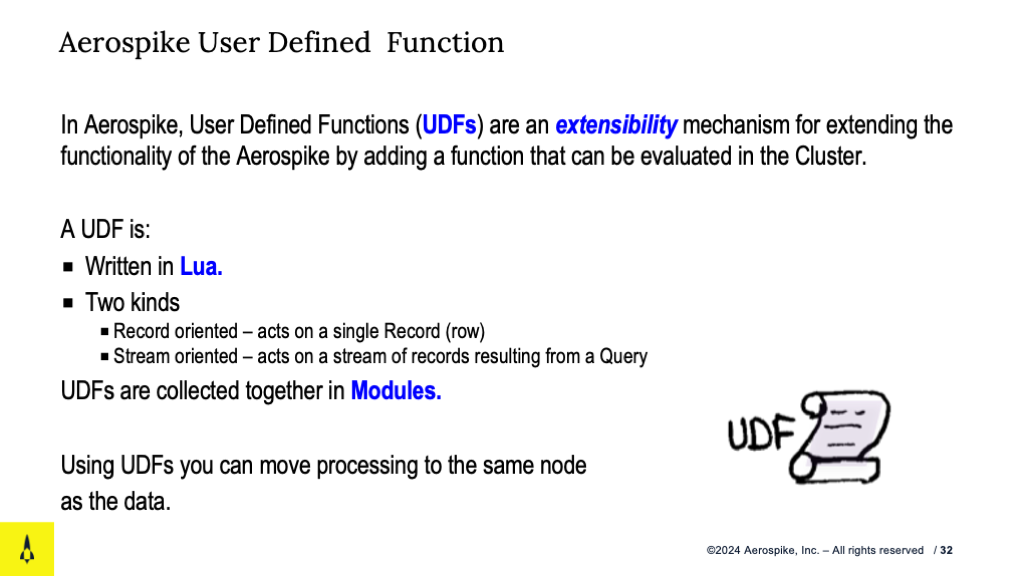 Aerospike User Defined  Function
In Aerospike, User Defined Functions (UDFs) are an extensibility mechanism for extending the
functionality of the Aerospike by adding a function that can be evaluated in the Cluster.
A UDF is:
▪ Written in Lua.
▪ Two kinds
▪ Record oriented – acts on a single Record (row)
▪ Stream oriented – acts on a stream of records resulting from a Query
UDFs are collected together in Modules.
UDF
Using UDFs you can move processing to the same node
as the data.
©2024 Aerospike, Inc. – All rights reserved / 32